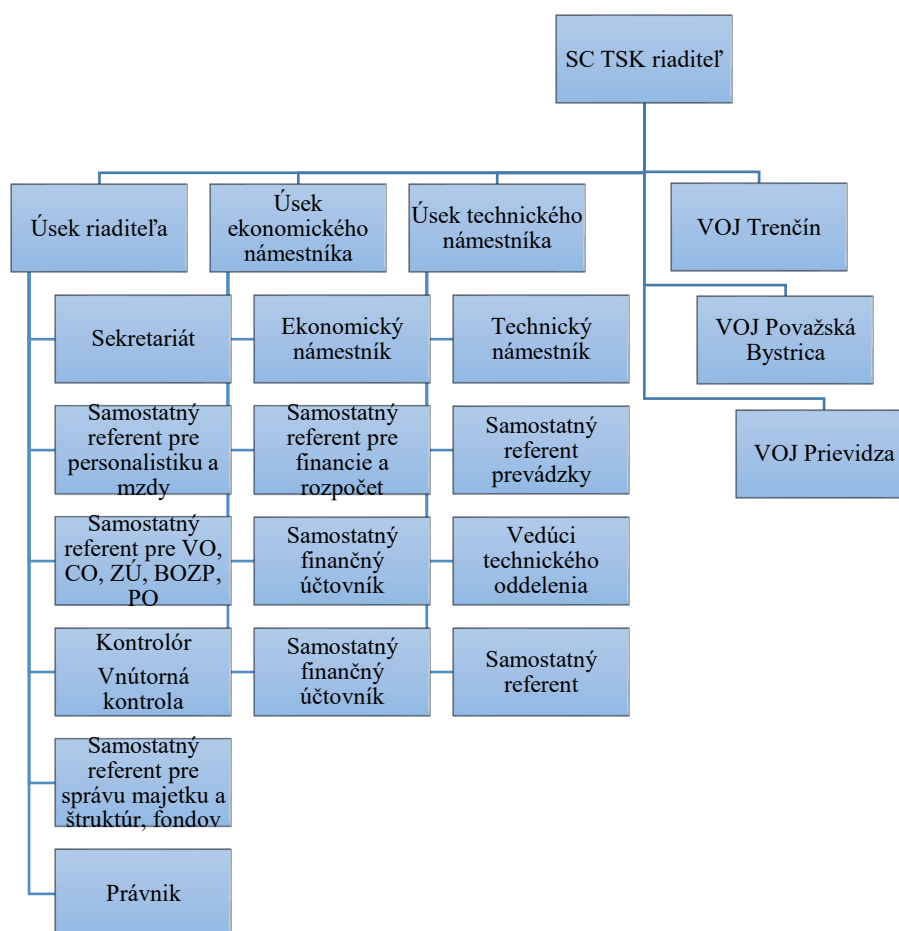 SC TSK riaditeľ
Úsek riaditeľa
Úsek
ekonomického
námestníka
Úsek technického
námestníka
VOJ Trenčín
VOJ Považská
Bystrica
VOJ Prievidza
Sekretariát
Samostatný
referent pre
personalistiku a
mzdy
Samostatný
referent pre VO,
CO, ZÚ, BOZP,
PO
Kontrolór
Vnútorná
kontrola
Samostatný
referent pre
správu majetku a
štruktúr, fondov
Právnik
Ekonomický
námestník
Samostatný
referent pre
financie a
rozpočet
Samostatný
finančný
účtovník
Samostatný
finančný
účtovník
Technický
námestník
Samostatný
referent
prevádzky
Vedúci
technického
oddelenia
Samostatný
referent